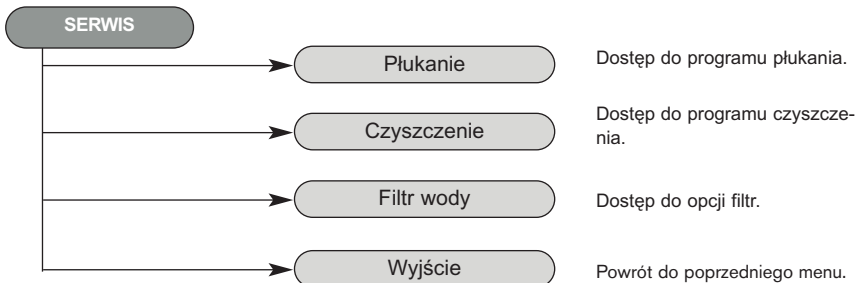 SERWIS
Płukanie
Dostęp do programu płukania.
Czyszczenie
Dostęp do programu czyszcze-
nia.
Filtr wody
Dostęp do opcji filtr.
Wyjście
Powrót do poprzedniego menu.